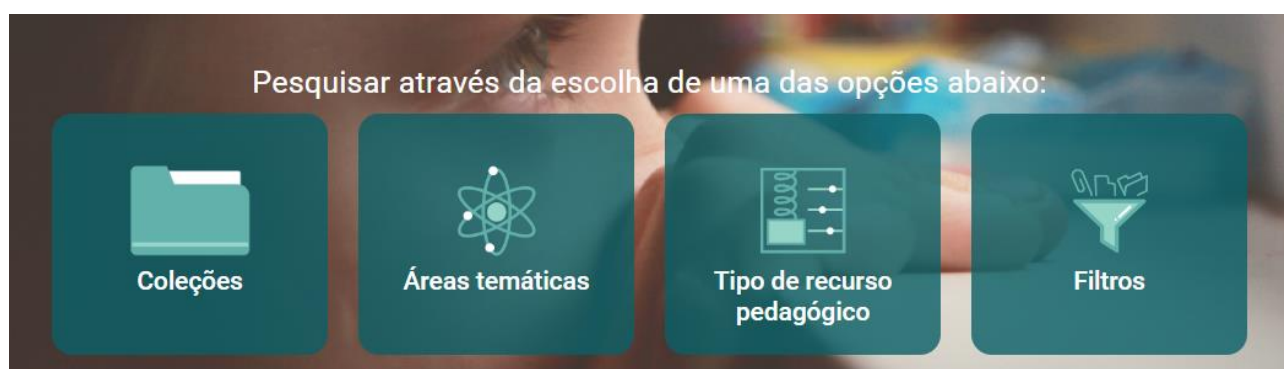 Pesquisar através da escolha de uma das opções abaixo:
Coleções
Áreas temáticas
Tipo de recurso
pedagógico
Filtros